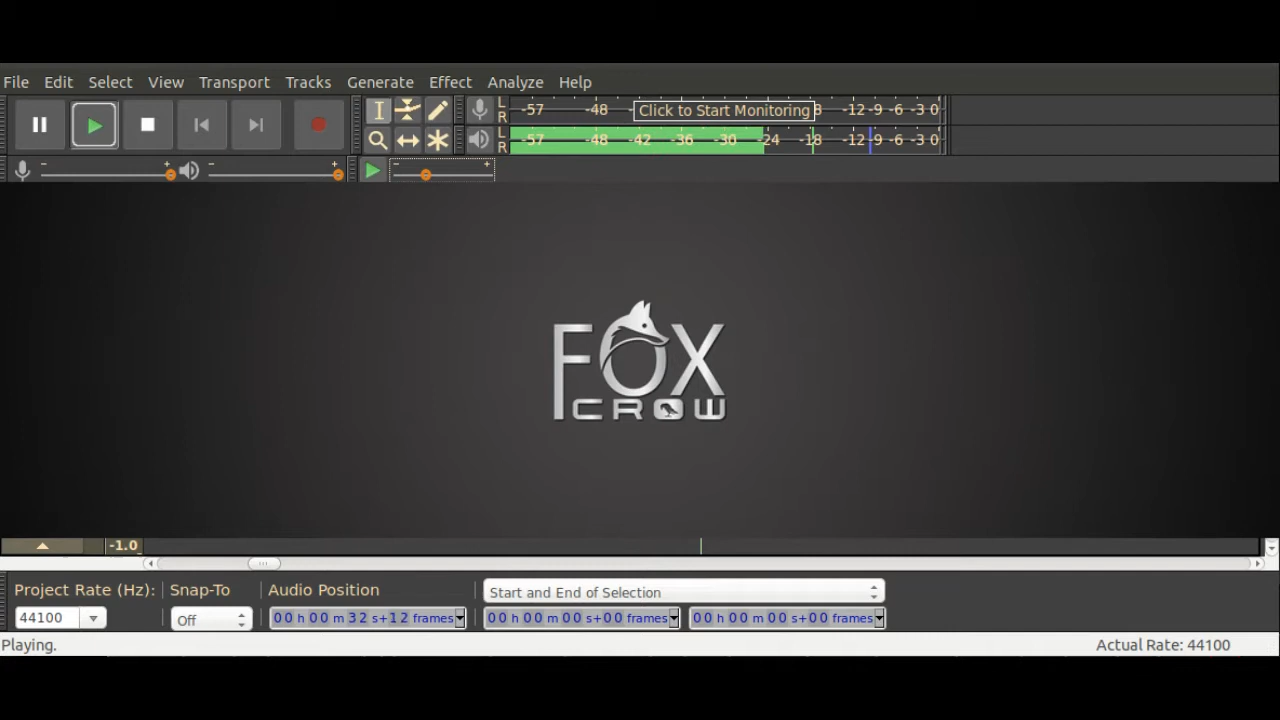 File Edit Select View Transport Tracks Generate Effect Analyze Help
L R -57 -48 Click to Start Monitoring 8 -12 -9 -6 -3 0
L R -57 -48 -42 -36 -30 -24 -18 -12 -9 -6 -3 0
- + - + - +
FOX
CROW
-1.0
Project Rate (Hz): Snap-To Audio Position Start and End of Selection
44100 Off 00 h 00 m 32 s+12 frames 00 h 00 m 00 s+00 frames 00 h 00 m 00 s+00 frames
Playing. Actual Rate: 44100